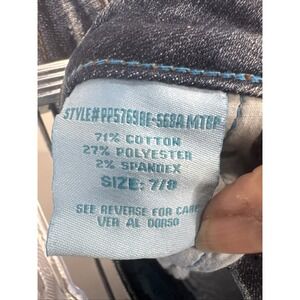 STYLE#PP57698E-568A MTBP
71% COTTON
27% POLYESTER
2% SPANDEX
SIZE: 7/8
SEE REVERSE FOR CARE
VER AL DORSO